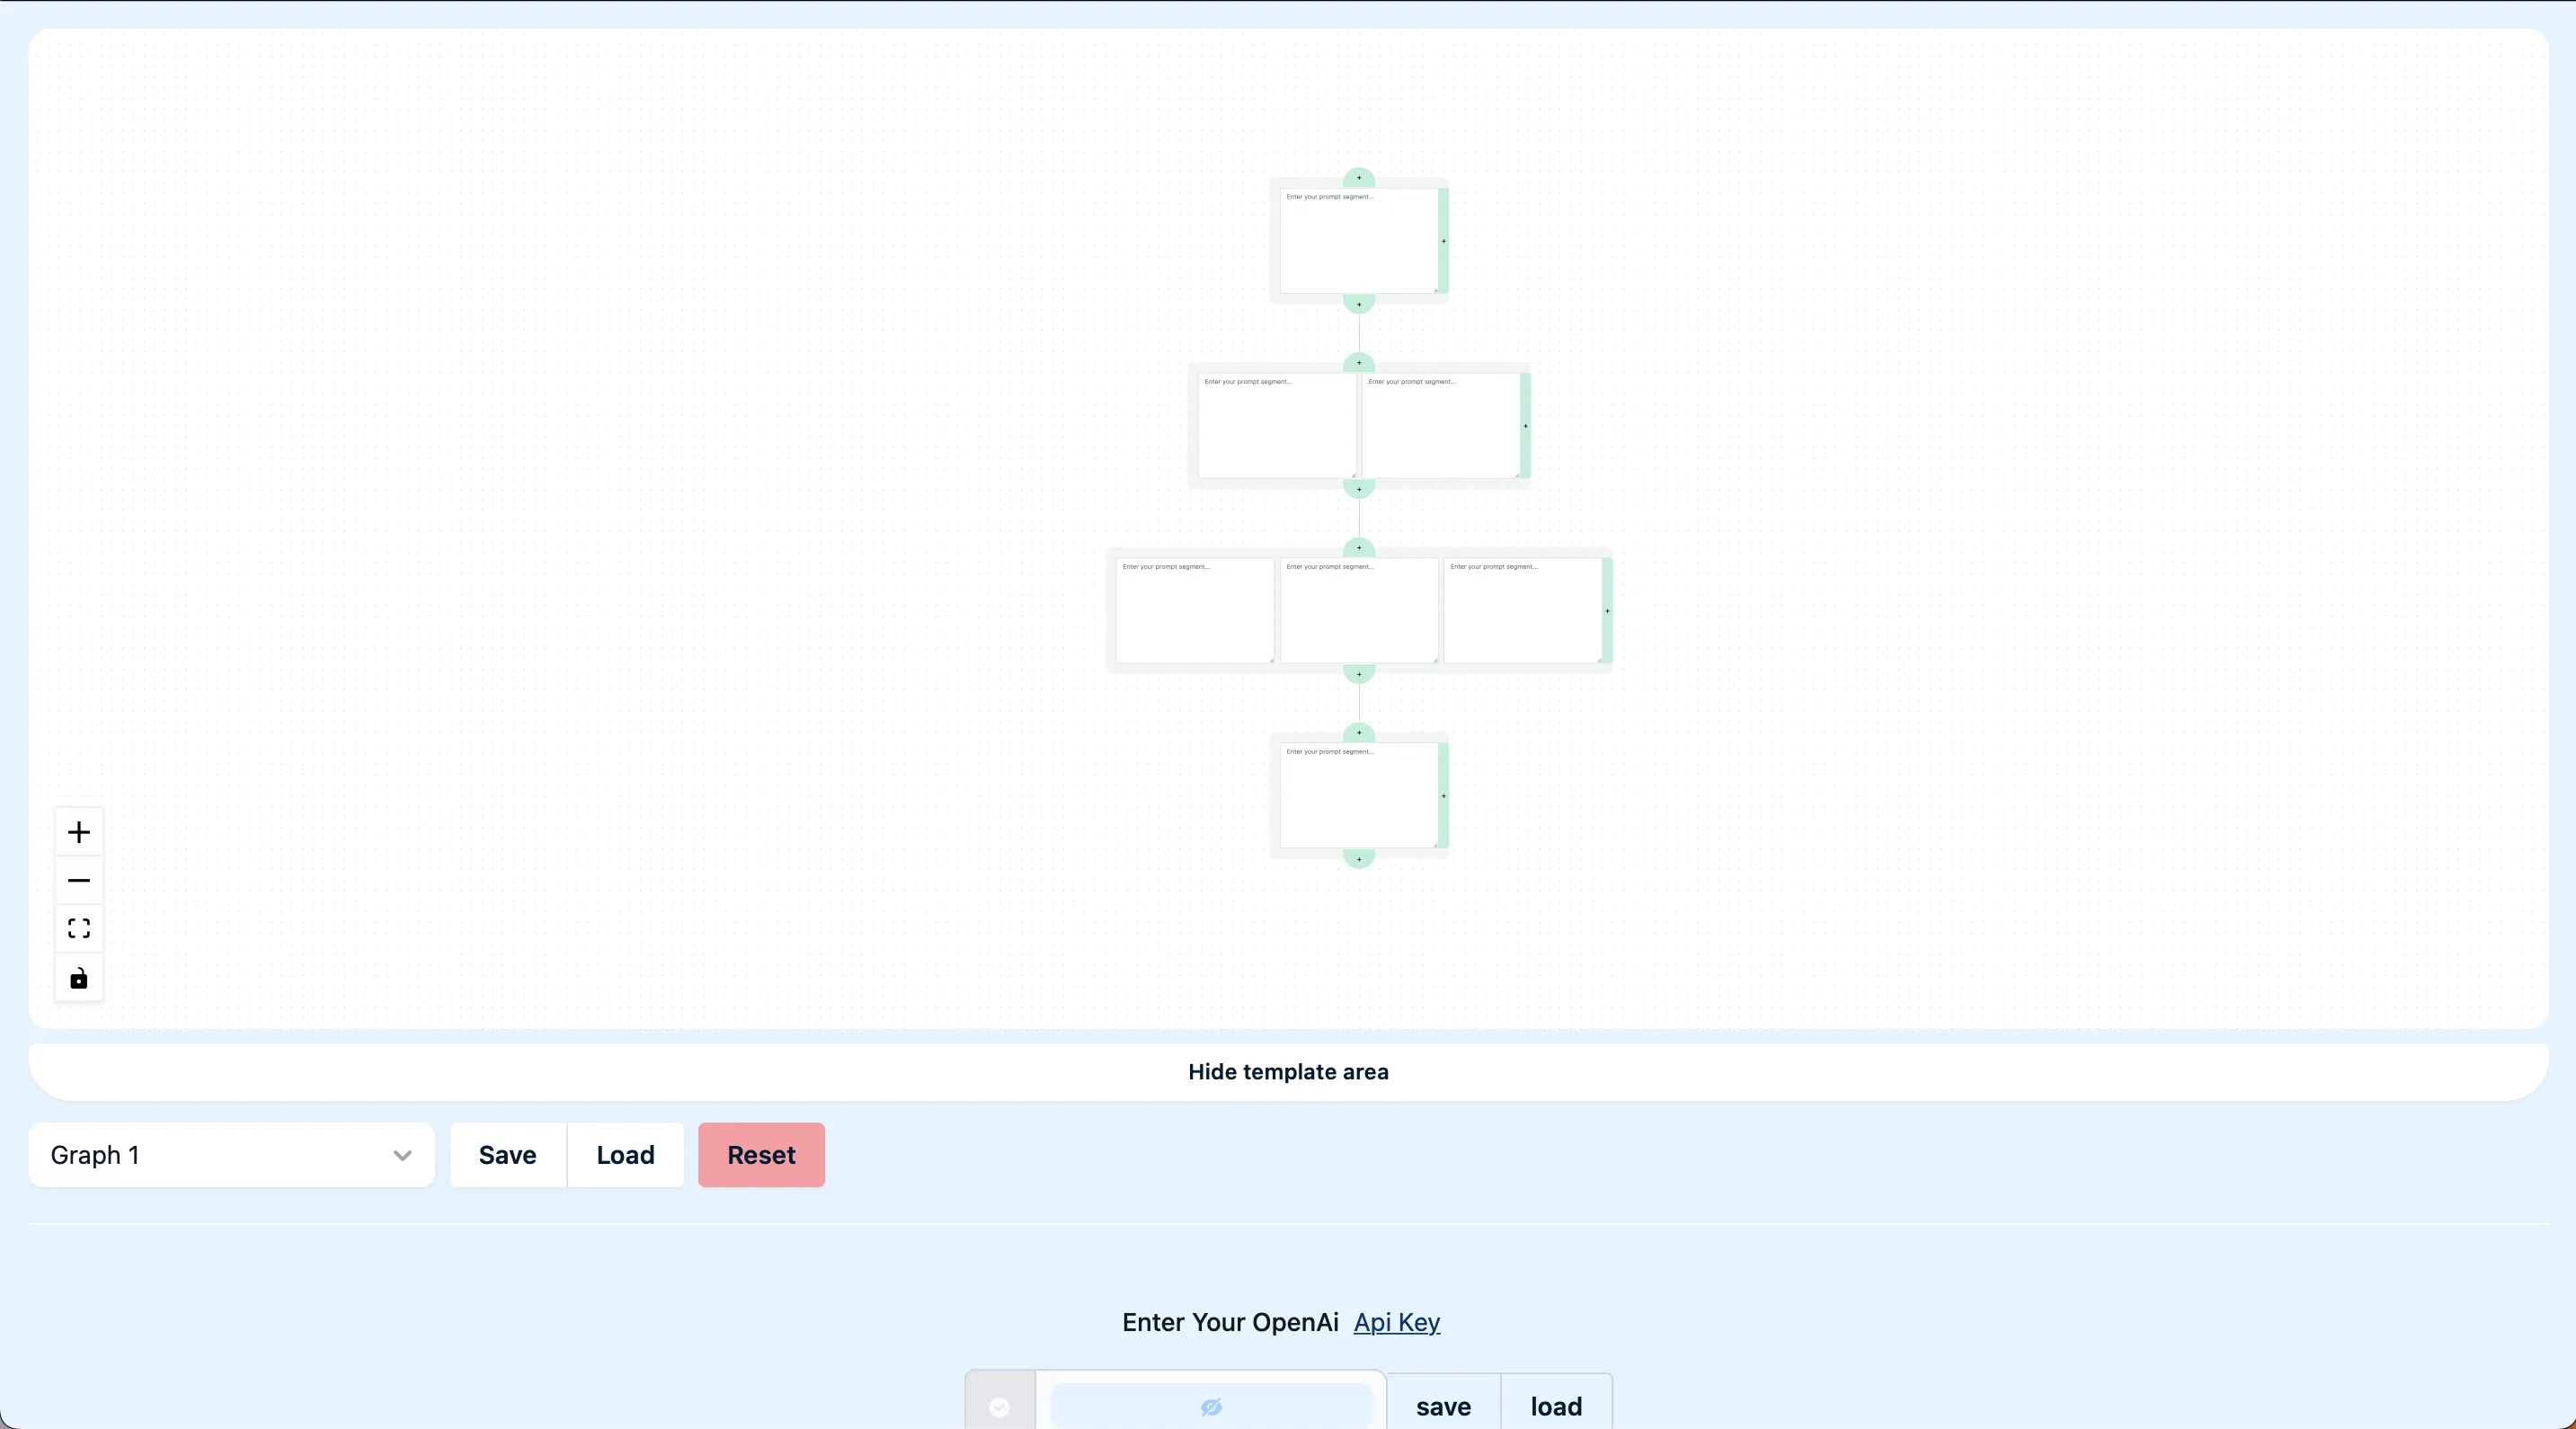 +
Enter your prompt segment...
+
+
+
Enter your prompt segment... Enter your prompt segment...
+
+
+
Enter your prompt segment... Enter your prompt segment... Enter your prompt segment...
+
+
+
Enter your prompt segment...
+
+
Hide template area
Graph 1 Save Load Reset
Enter Your OpenAi Api Key
save load